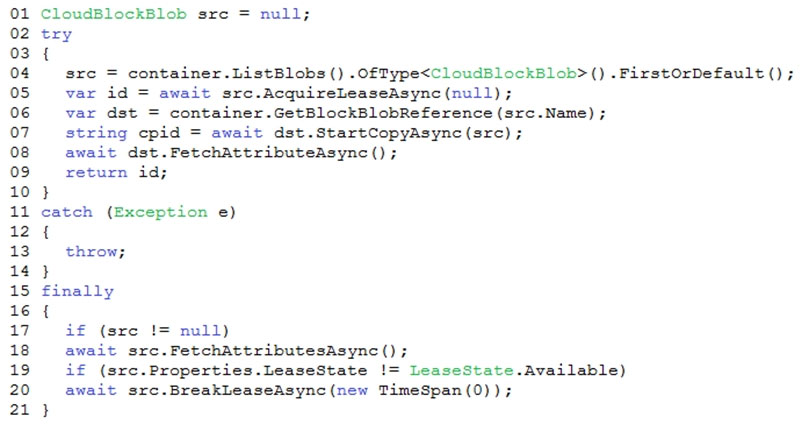 01 CloudBlockBlob src = null;
02 try
03 {
04   src = container.ListBlobs().OfType<CloudBlockBlob>().FirstOrDefault();
05   var id = await src.AcquireLeaseAsync(null);
06   var dst = container.GetBlockBlobReference(src.Name);
07   string cpid = await dst.StartCopyAsync(src);
08   await dst.FetchAttributeAsync();
09   return id;
10 }
11 catch (Exception e)
12 {
13   throw;
14 }
15 finally
16 {
17   if (src != null)
18   await src.FetchAttributesAsync();
19   if (src.Properties.LeaseState != LeaseState.Available)
20   await src.BreakLeaseAsync(new TimeSpan(0));
21 }